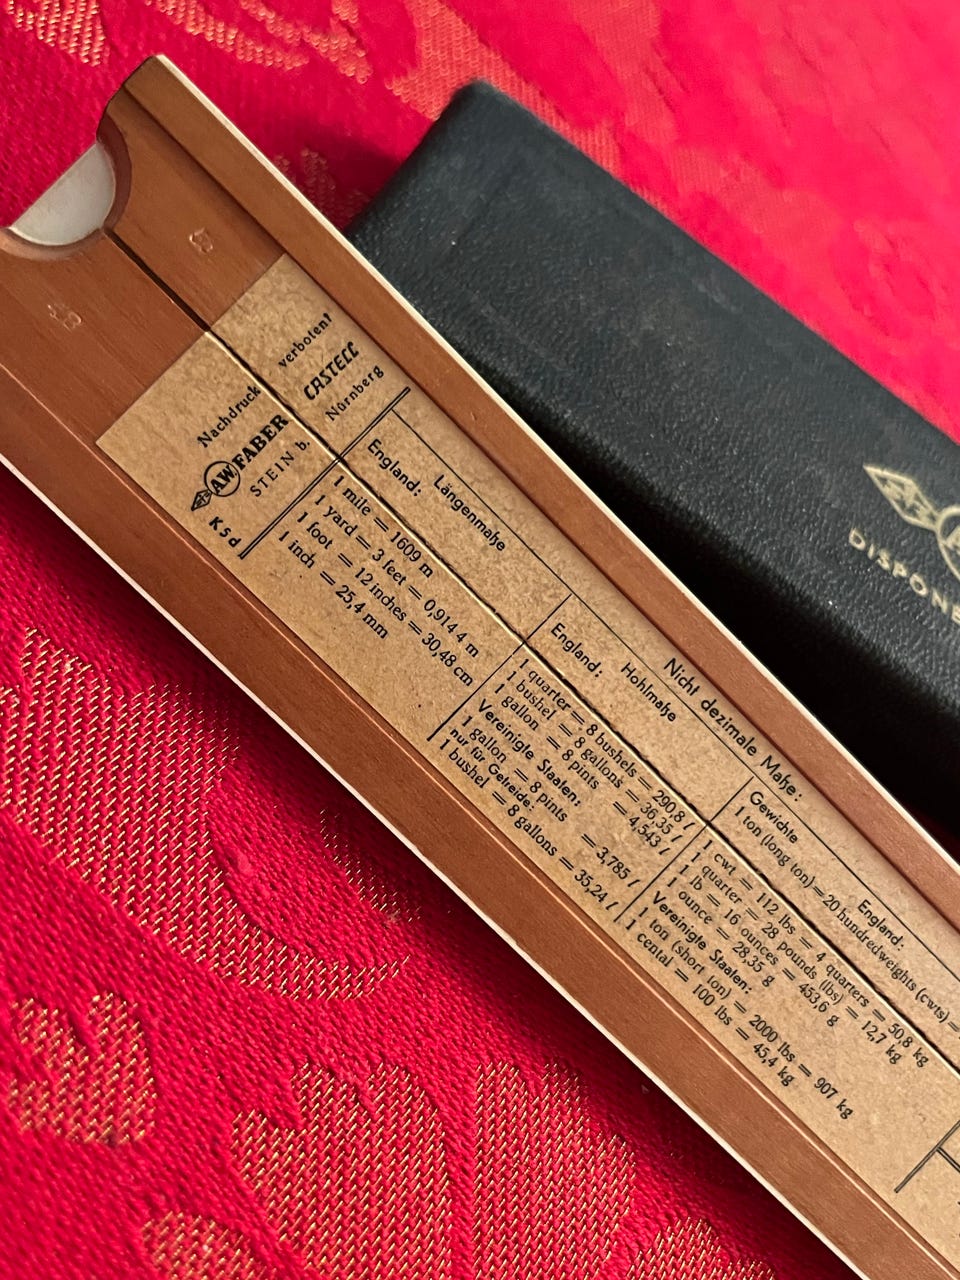 Nachdruck verboten!
A.W.FABER CASTELL
STEIN b. Nürnberg
KSd
Nicht dezimale Maße:
Längenmaße
England:
1 mile = 1609 m
1 yard = 3 feet = 0,914 4 m
1 foot = 12 inches = 30,48 cm
1 inch = 25,4 mm
Hohlmaße
England:
1 quarter = 8 bushels = 290,8 l
1 bushel = 8 gallons = 36,35 l
1 gallon = 8 pints = 4,543 l
Vereinigte Staaten:
1 gallon = 8 pints = 3,785 l
nur für Getreide:
1 bushel = 8 gallons = 35,24 l
Gewichte
England:
1 ton (long ton) = 20 hundredweights (cwts) =
1 cwt = 112 lbs = 4 quarters = 50,8 kg
1 quarter = 28 pounds (lbs) = 12,7 kg
1 lb = 16 ounces = 453,6 g
1 ounce = 28,35 g
Vereinigte Staaten:
1 ton (short ton) = 2000 lbs = 907 kg
1 cental = 100 lbs = 45,4 kg